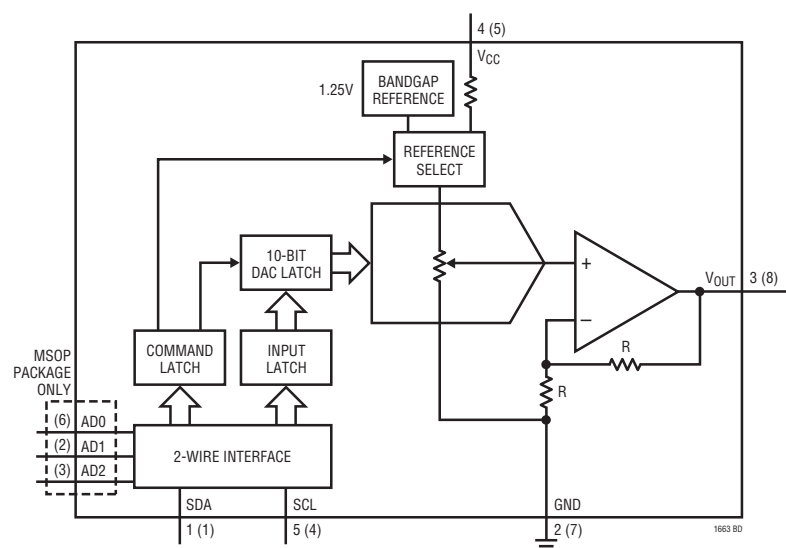 4 (5)
VCC
1.25V
BANDGAP
REFERENCE
REFERENCE
SELECT
10-BIT
DAC LATCH
+
VOUT
3 (8)
–
R
R
COMMAND
LATCH
INPUT
LATCH
MSOP
PACKAGE
ONLY
(6) AD0
(2) AD1
(3) AD2
2-WIRE INTERFACE
SDA
SCL
GND
1 (1)
5 (4)
2 (7)
1663 BD